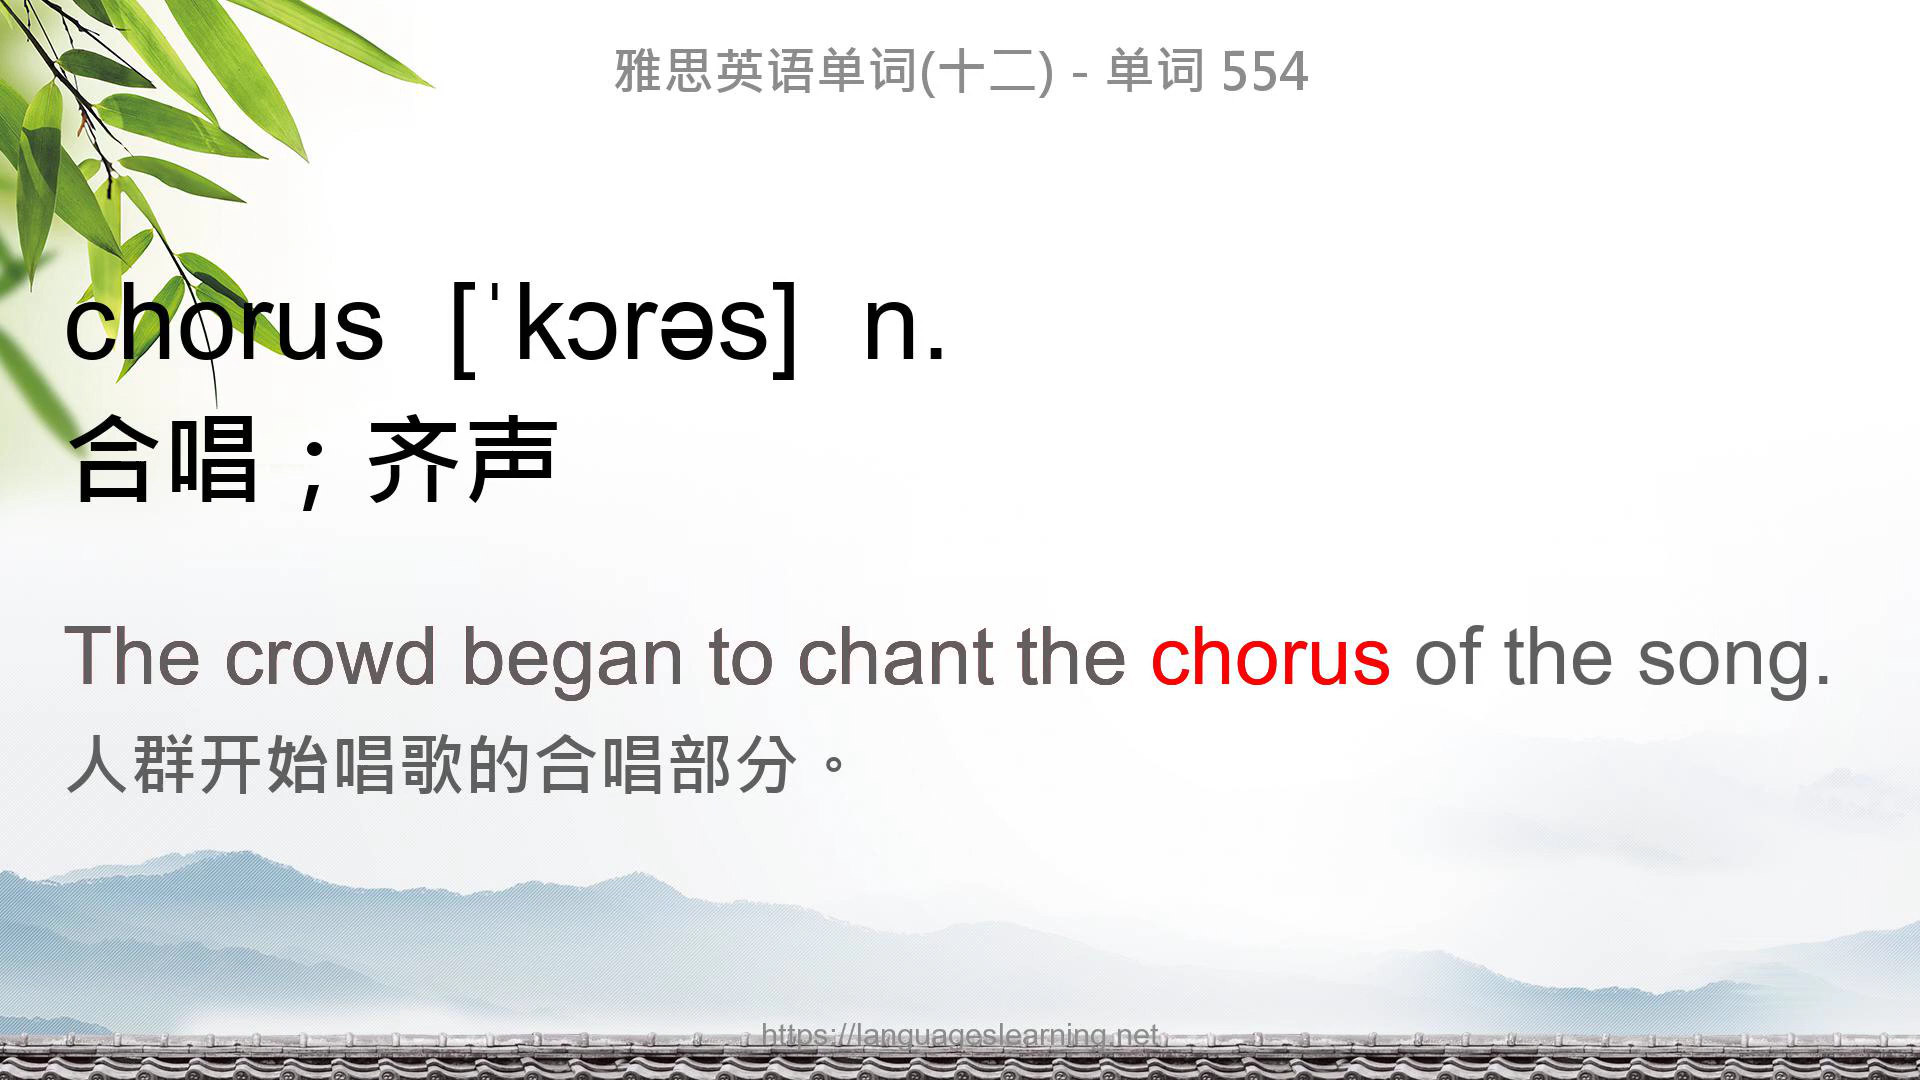 雅思英语单词(十二) - 单词 554
chorus [ˈkɔrəs] n.
合唱；齐声
The crowd began to chant the chorus of the song.
人群开始唱歌的合唱部分。
https://languageslearning.net